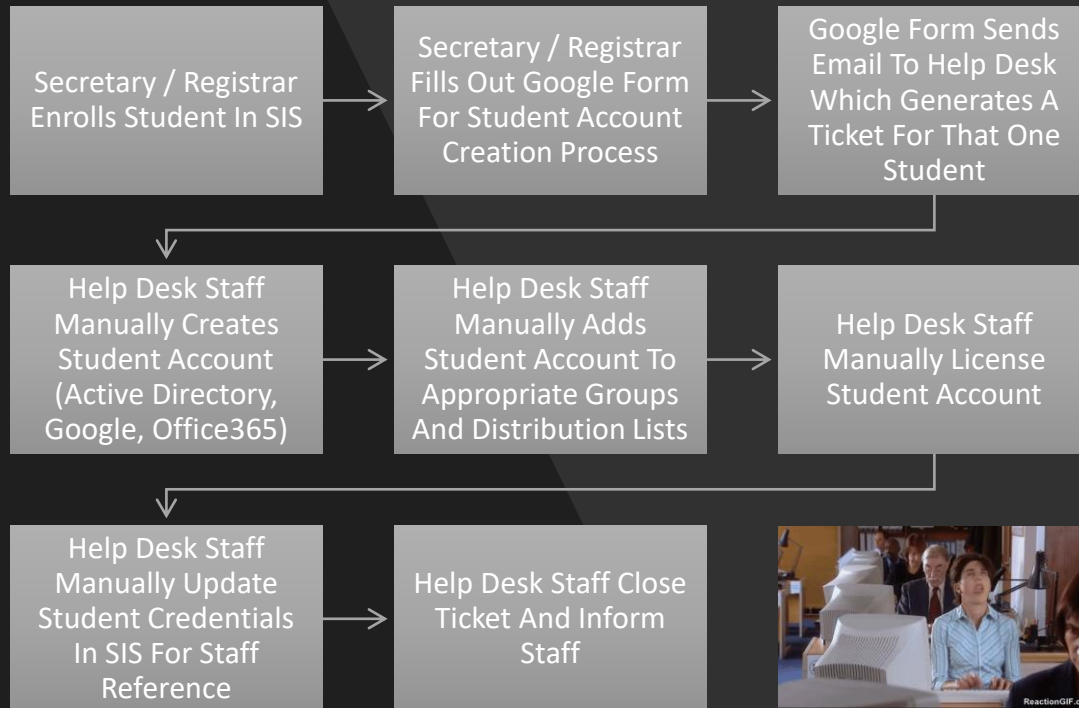 Secretary / Registrar
Enrolls Student In SIS
Secretary / Registrar
Fills Out Google Form
For Student Account
Creation Process
Google Form Sends
Email To Help Desk
Which Generates A
Ticket For That One
Student
Help Desk Staff
Manually Creates
Student Account
(Active Directory,
Google, Office365)
Help Desk Staff
Manually Adds
Student Account To
Appropriate Groups
And Distribution Lists
Help Desk Staff
Manually License
Student Account
Help Desk Staff
Manually Update
Student Credentials
In SIS For Staff
Reference
Help Desk Staff Close
Ticket And Inform
Staff